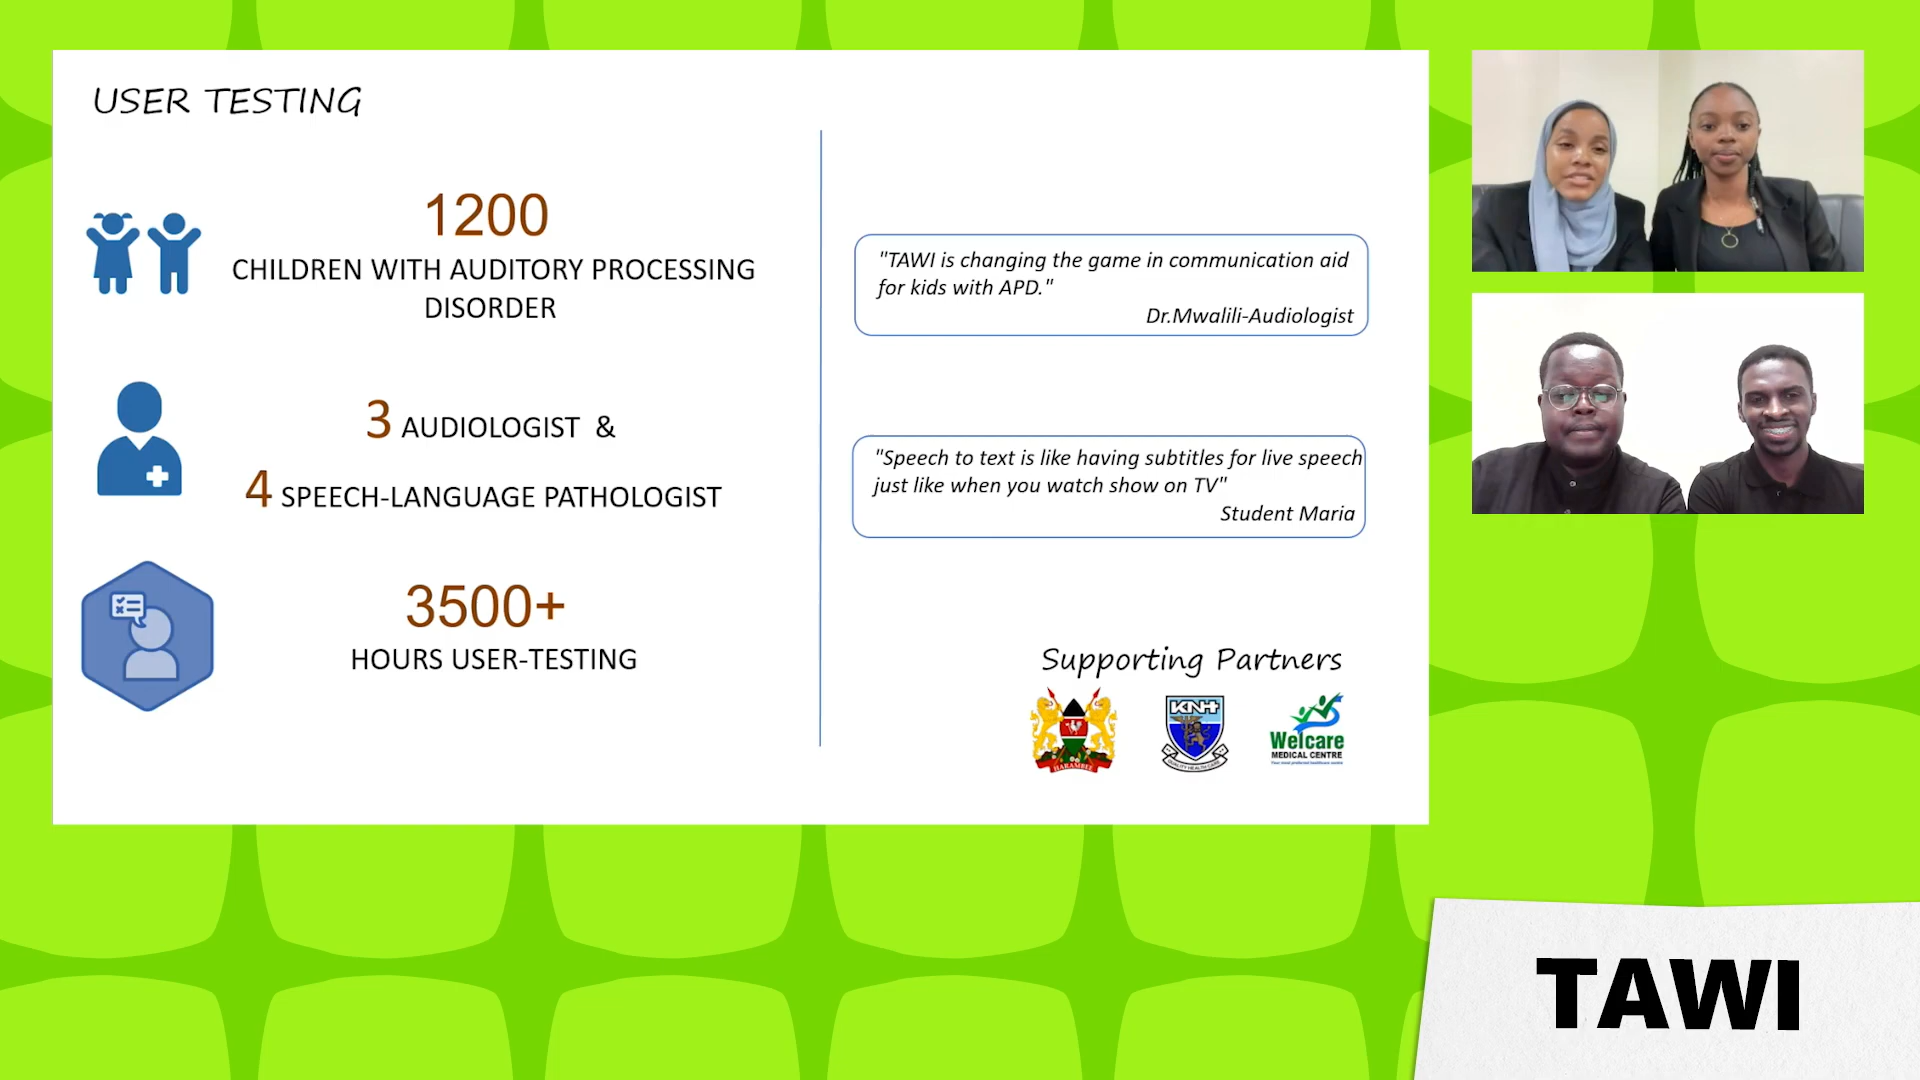 USER TESTING
1200
CHILDREN WITH AUDITORY PROCESSING
DISORDER
3 AUDIOLOGIST &
4 SPEECH-LANGUAGE PATHOLOGIST
3500+
HOURS USER-TESTING
"TAWI is changing the game in communication aid
for kids with APD."
Dr.Mwalili-Audiologist
"Speech to text is like having subtitles for live speech
just like when you watch show on TV"
Student Maria
Supporting Partners
HARAMBEE
KNH
QUALITY HEALTH CARE
Welcare
MEDICAL CENTRE
TAWI